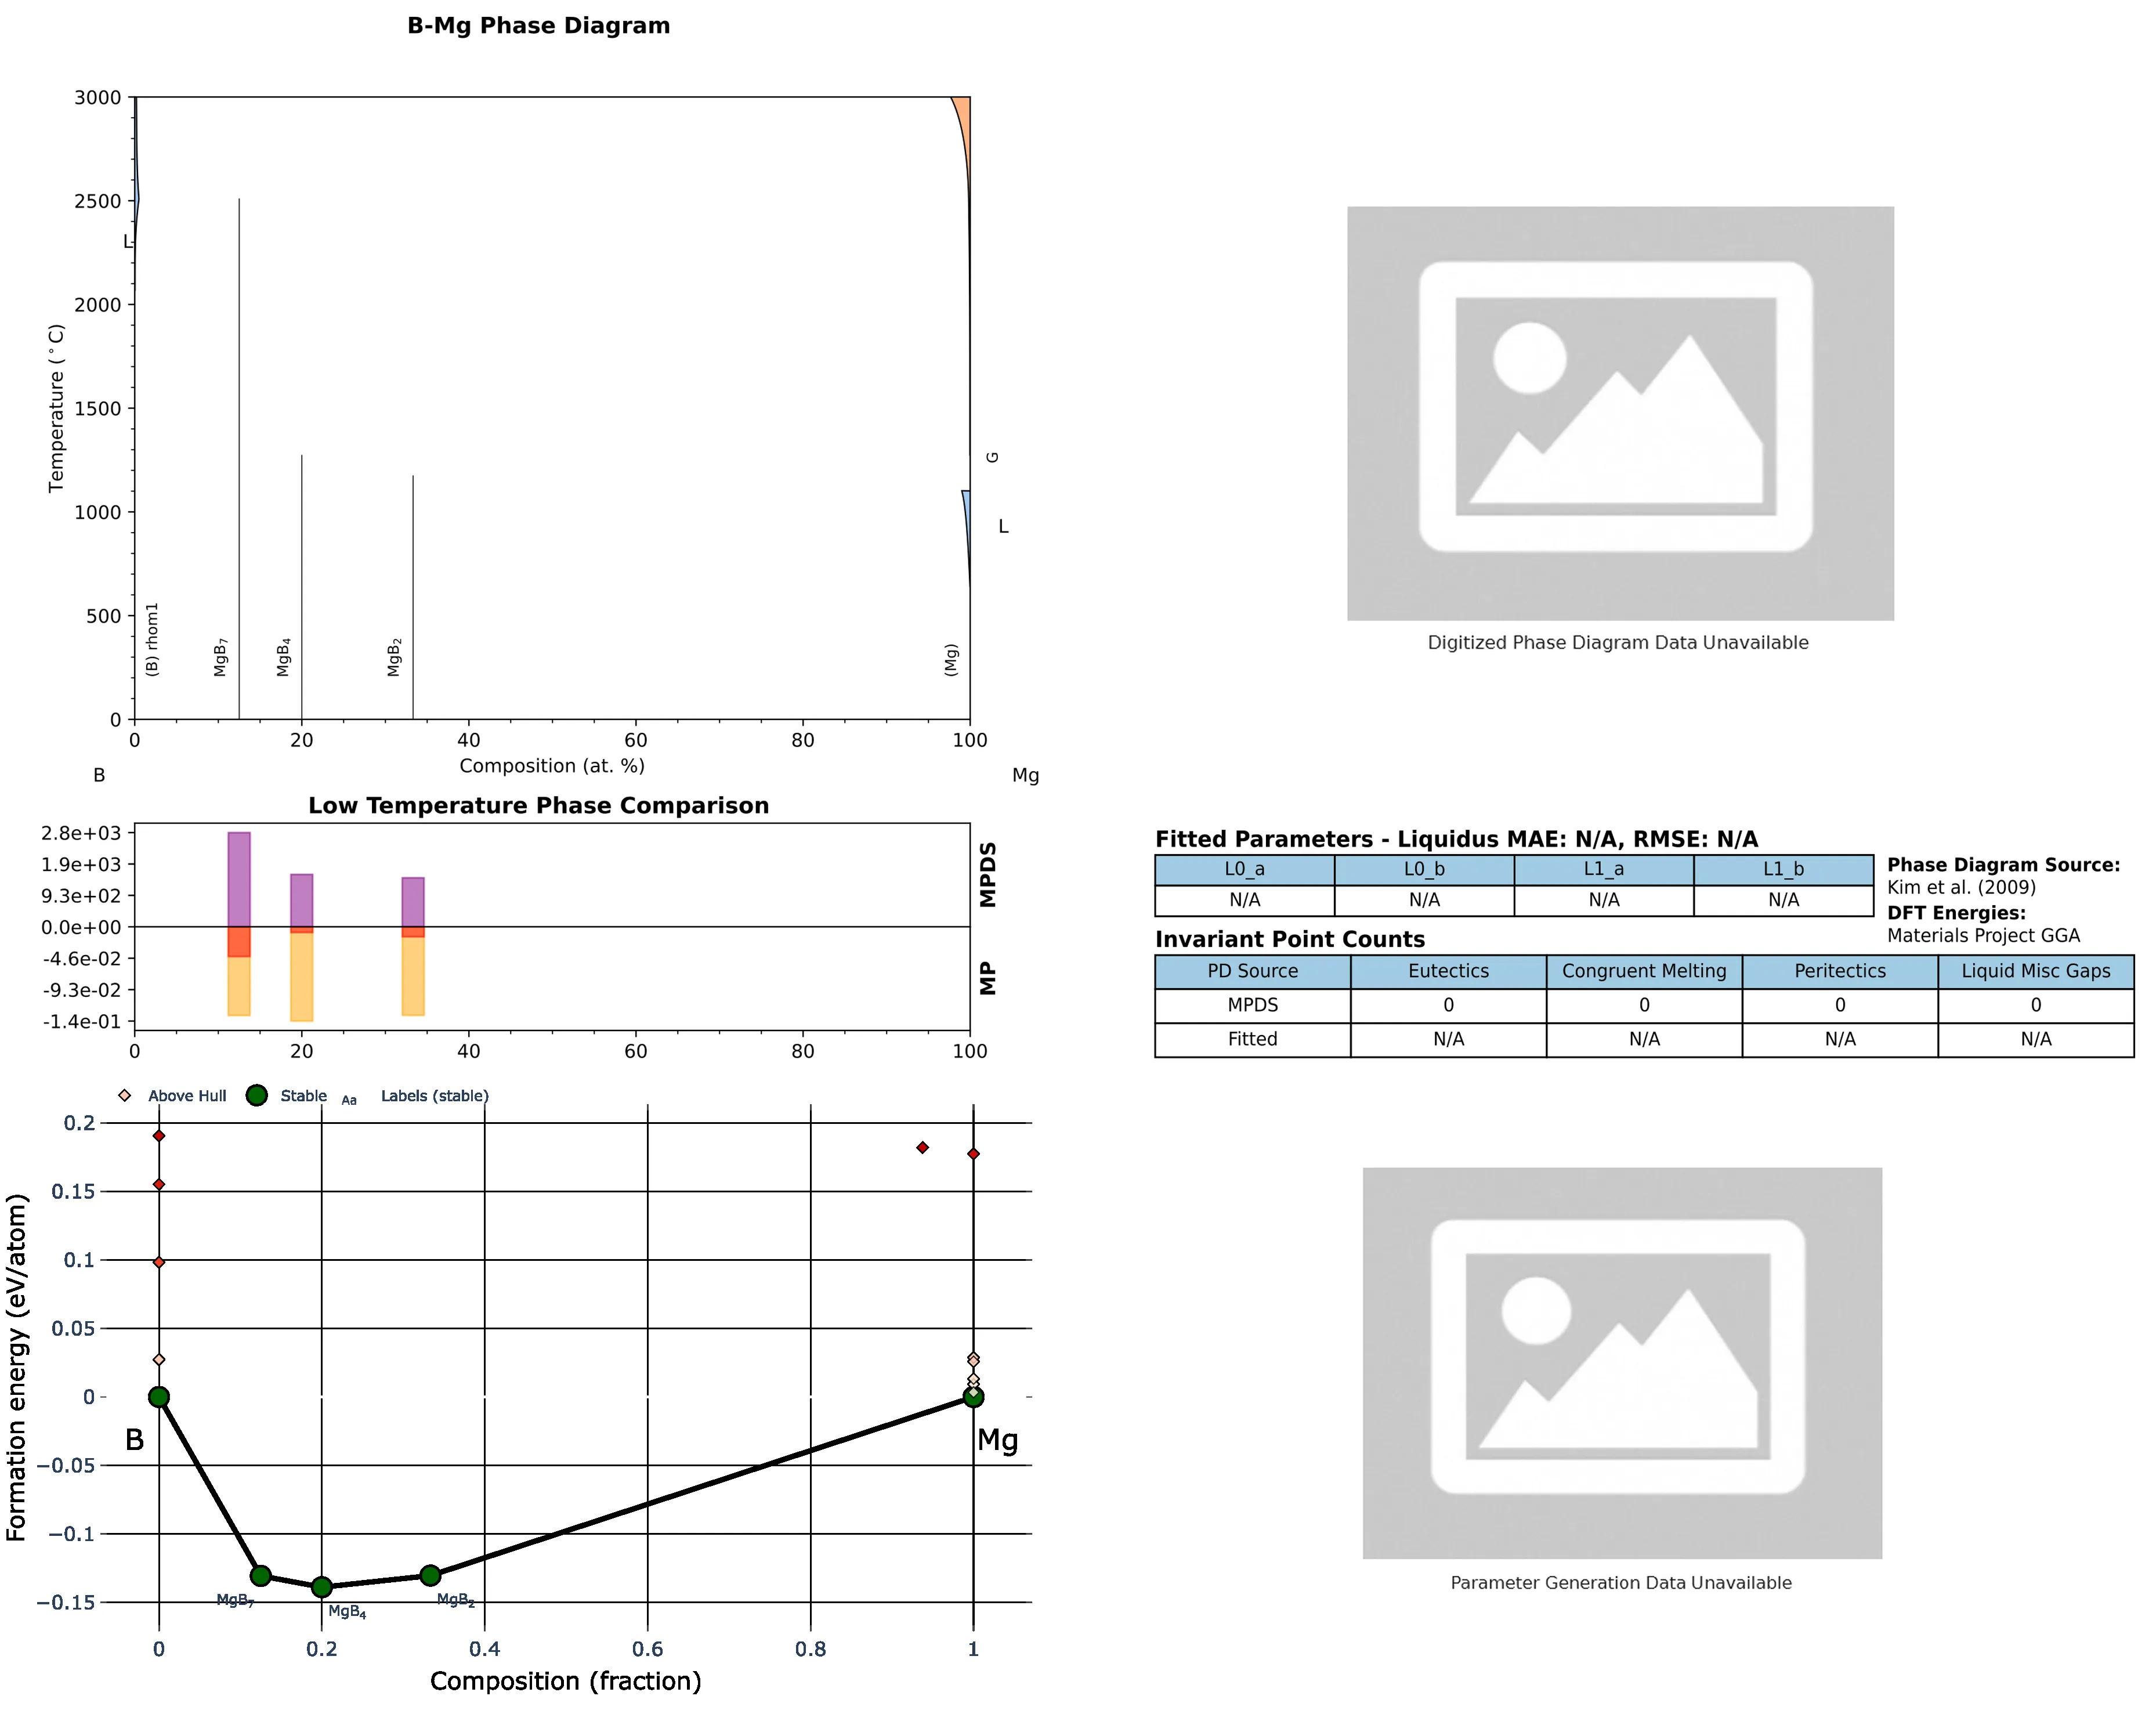 B-Mg Phase Diagram
3000
2500
2000
1500
1000
500
0
Temperature (°C)
L
(B) rhom1
MgB₇
MgB₄
MgB₂
(Mg)
G
L
0 20 40 60 80 100
Composition (at. %)
B Mg
Digitized Phase Diagram Data Unavailable
Low Temperature Phase Comparison
2.8e+03
1.9e+03
9.3e+02
0.0e+00
-4.6e-02
-9.3e-02
-1.4e-01
MPDS
MP
0 20 40 60 80 100
Fitted Parameters - Liquidus MAE: N/A, RMSE: N/A
L0_a L0_b L1_a L1_b
N/A N/A N/A N/A
Phase Diagram Source:
Kim et al. (2009)
DFT Energies:
Materials Project GGA
Invariant Point Counts
PD Source Eutectics Congruent Melting Peritectics Liquid Misc Gaps
MPDS 0 0 0 0
Fitted N/A N/A N/A N/A
Above Hull Stable Aa Labels (stable)
0.2
0.15
0.1
0.05
0
−0.05
−0.1
−0.15
Formation energy (eV/atom)
B
Mg
MgB₇
MgB₄
MgB₂
0 0.2 0.4 0.6 0.8 1
Composition (fraction)
Parameter Generation Data Unavailable